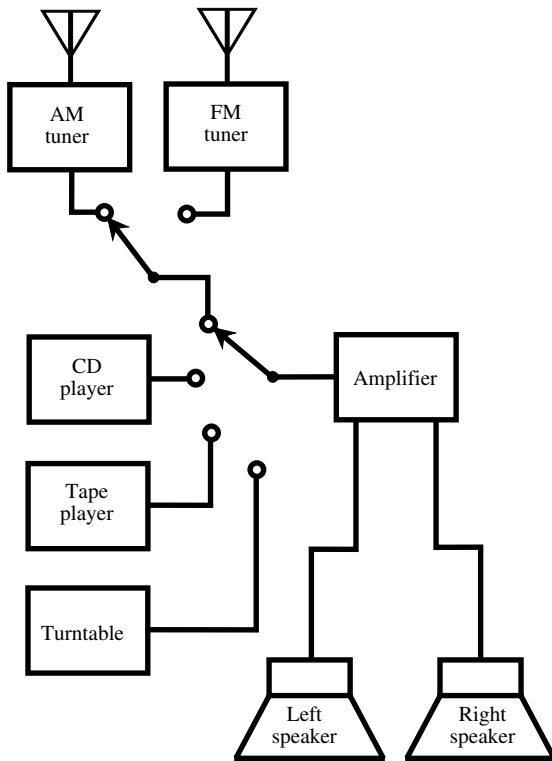 AM
tuner
FM
tuner
CD
player
Amplifier
Tape
player
Turntable
Left
speaker
Right
speaker